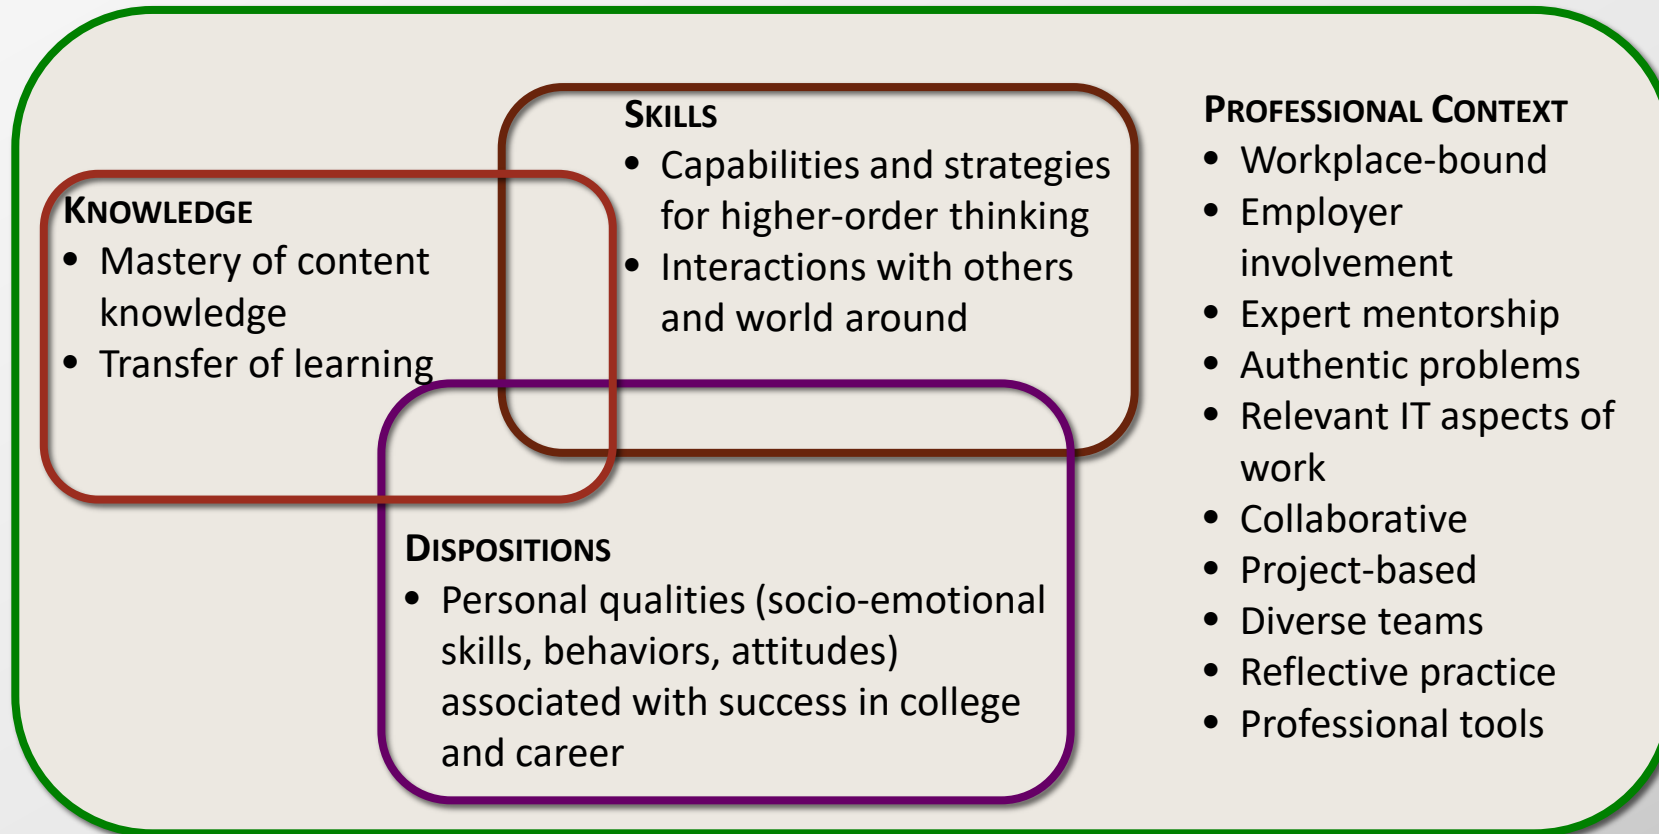 KNOWLEDGE
• Mastery of content
knowledge
• Transfer of learning
SKILLS
• Capabilities and strategies
for higher-order thinking
• Interactions with others
and world around
DISPOSITIONS
• Personal qualities (socio-emotional
skills, behaviors, attitudes)
associated with success in college
and career
PROFESSIONAL CONTEXT
• Workplace-bound
• Employer
involvement
• Expert mentorship
• Authentic problems
• Relevant IT aspects of
work
• Collaborative
• Project-based
• Diverse teams
• Reflective practice
• Professional tools